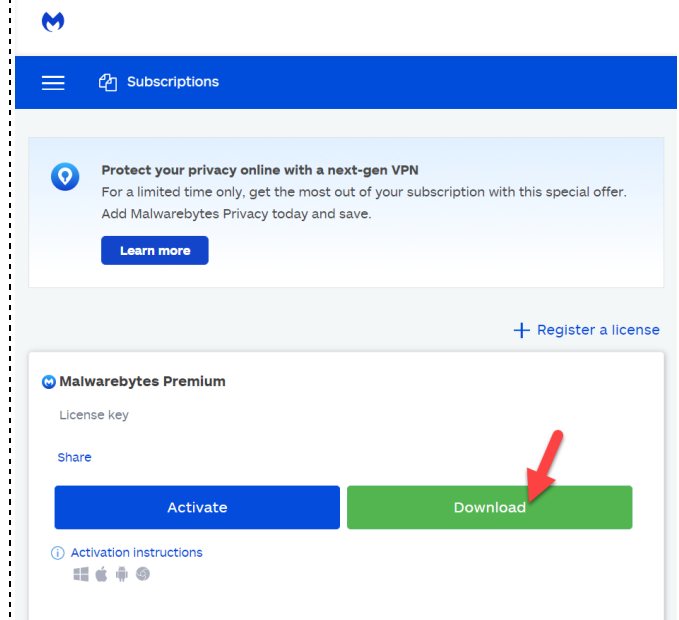 Subscriptions
Protect your privacy online with a next-gen VPN
For a limited time only, get the most out of your subscription with this special offer.
Add Malwarebytes Privacy today and save.
Learn more
Register a license
Malwarebytes Premium
License key
Share
Activate
Download
Activation instructions